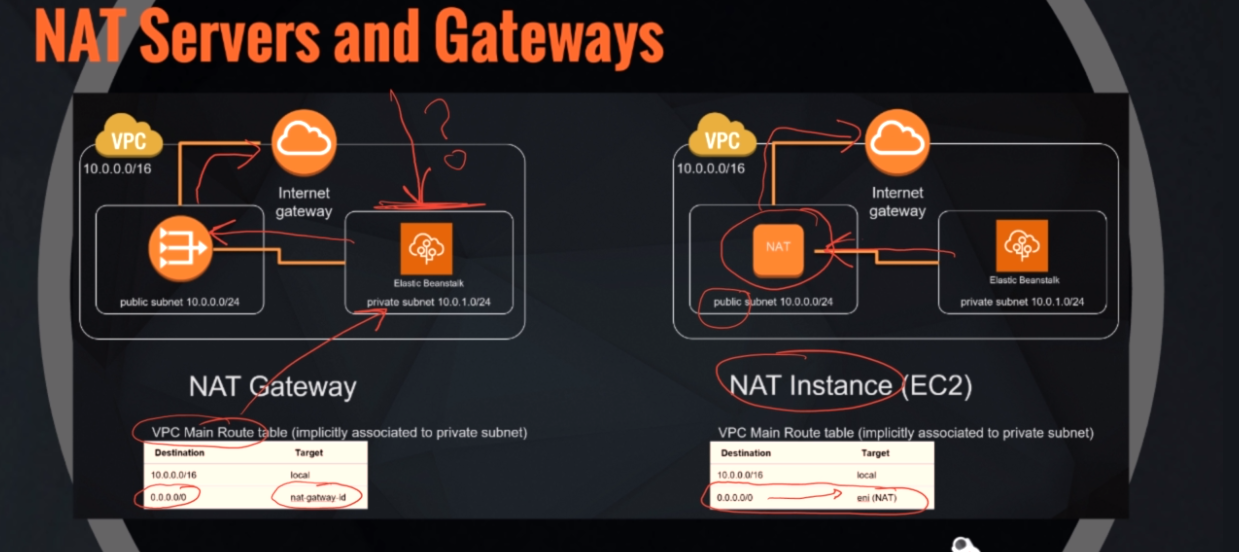 NAT Servers and Gateways
VPC
10.0.0.0/16
Internet
gateway
Elastic Beanstalk
public subnet 10.0.0.0/24
private subnet 10.0.1.0/24
NAT Gateway
VPC Main Route table (implicitly associated to private subnet)
Destination Target
10.0.0.0/16 local
0.0.0.0/0 nat-gatway-id
?
VPC
10.0.0.0/16
Internet
gateway
NAT
Elastic Beanstalk
public subnet 10.0.0.0/24
private subnet 10.0.1.0/24
NAT Instance (EC2)
VPC Main Route table (implicitly associated to private subnet)
Destination Target
10.0.0.0/16 local
0.0.0.0/0 eni (NAT)